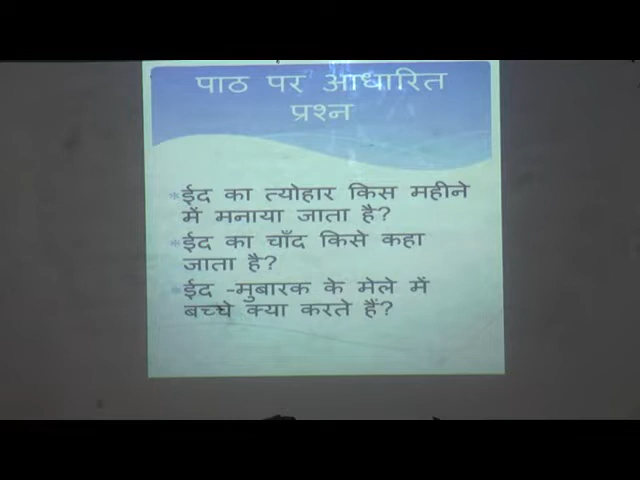 पाठ पर आधारित
प्रश्न
*ईद का त्योहार किस महीने
में मनाया जाता है?
*ईद का चाँद किसे कहा
जाता है?
*ईद -मुबारक के मेले में
बच्चे क्या करते हैं?